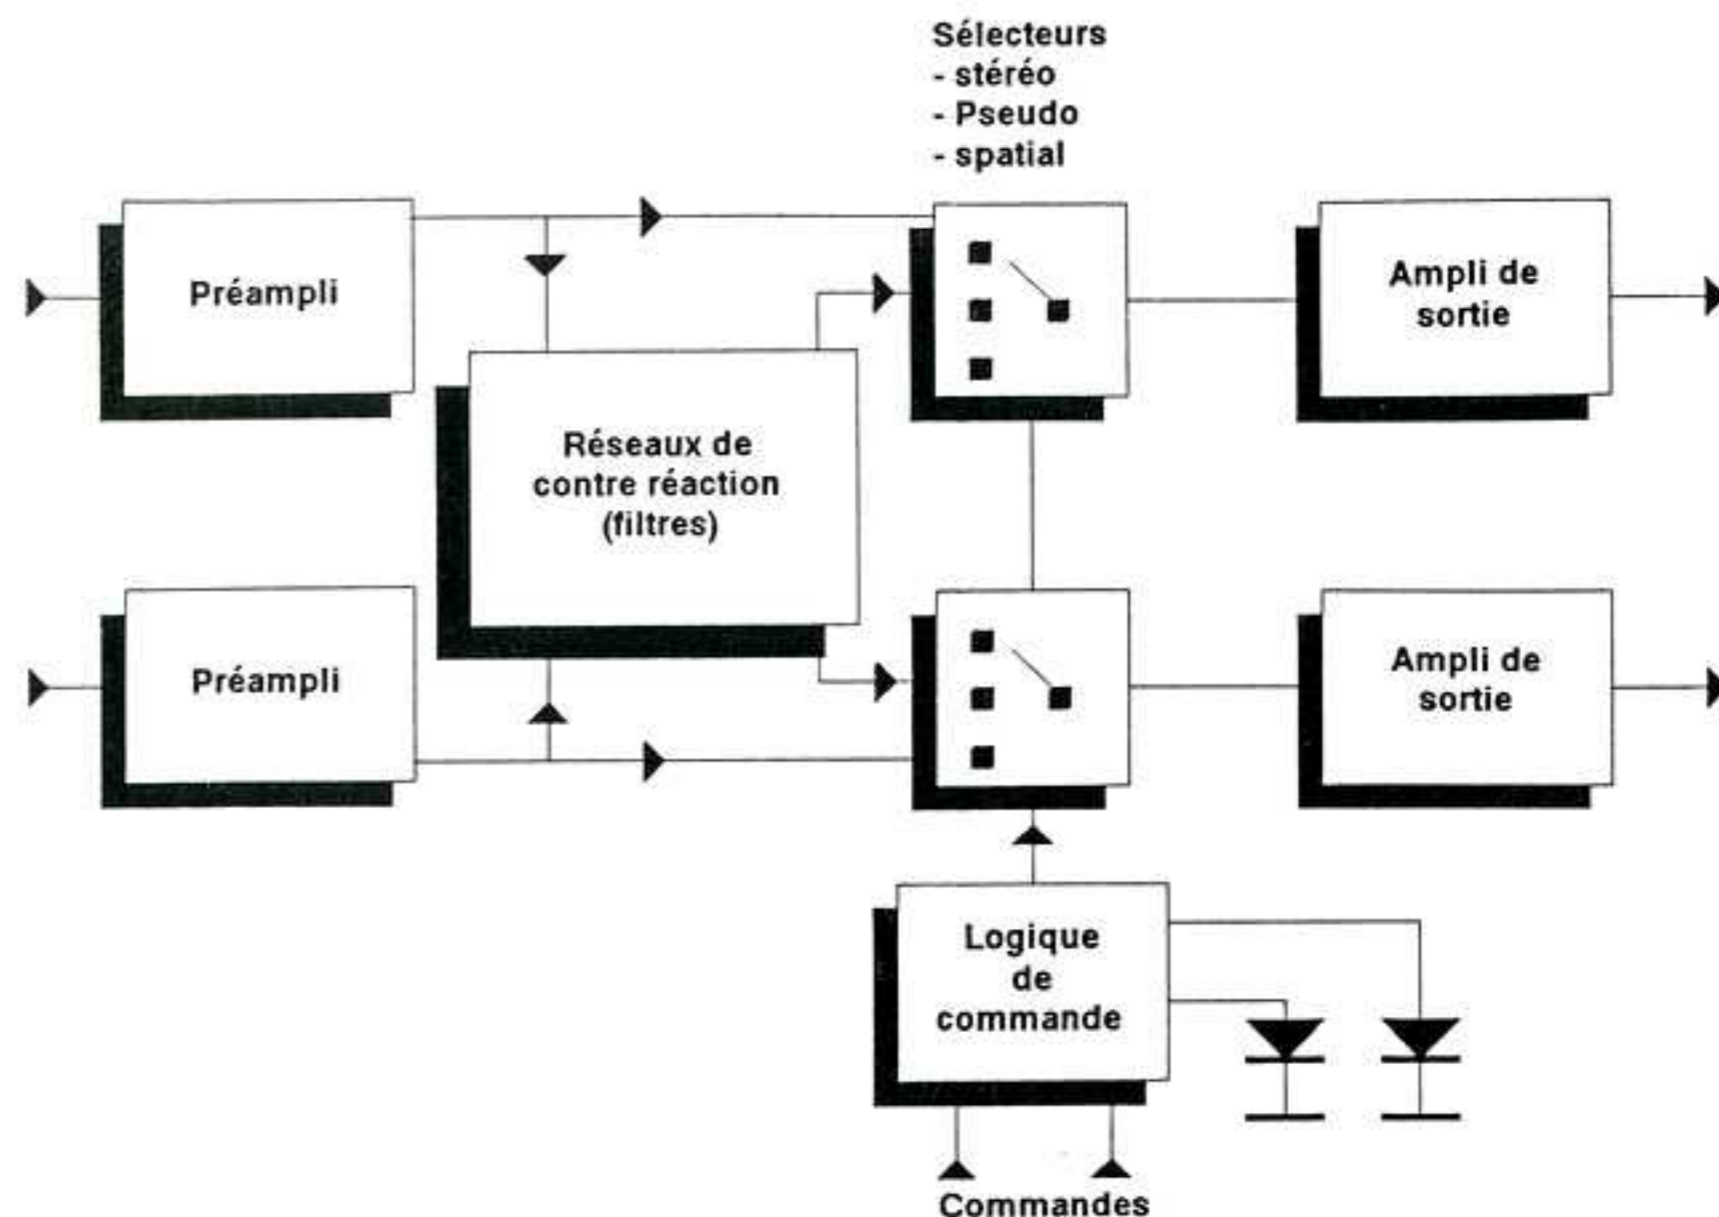 Sélecteurs
- stéréo
- Pseudo
- spatial
Préampli
Ampli de
sortie
Réseaux de
contre réaction
(filtres)
Préampli
Ampli de
sortie
Logique
de
commande
Commandes